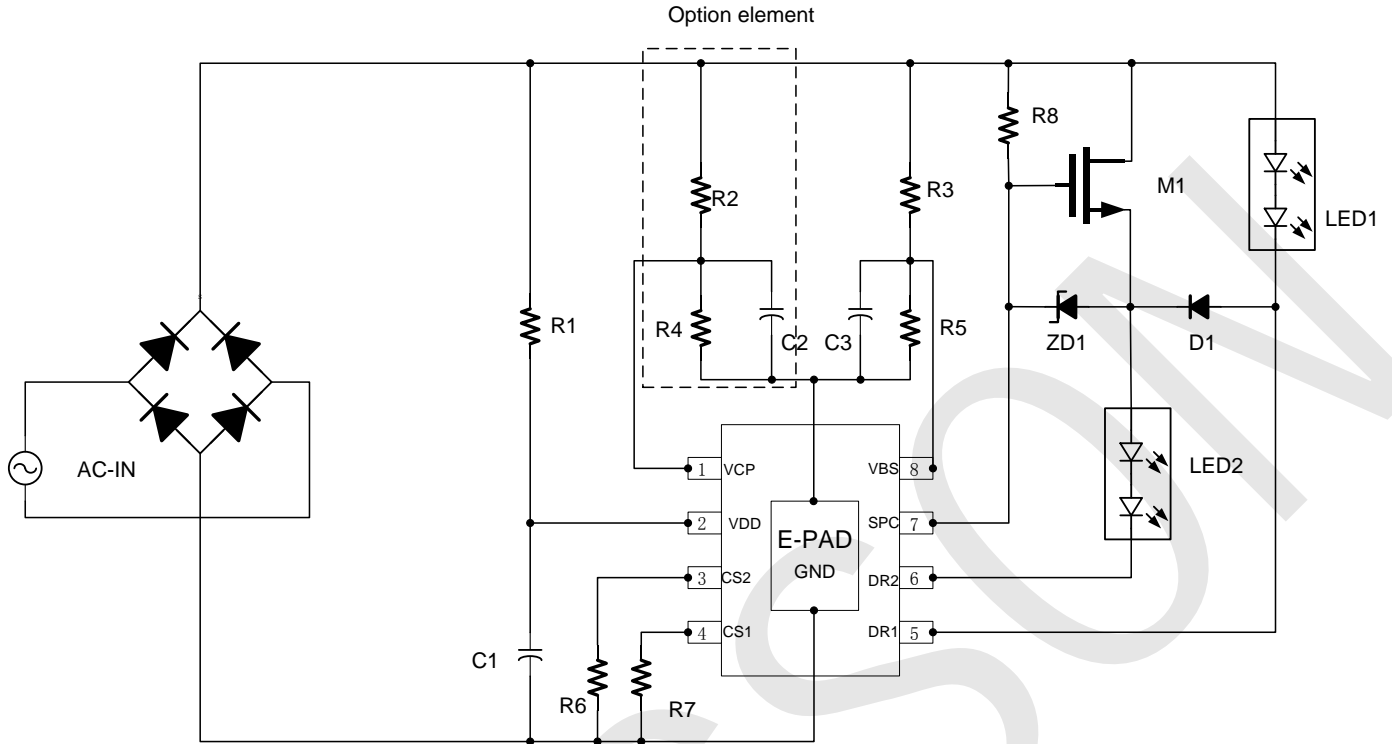 Option element
R8
M1
R2
R3
LED1
R1
R4
C2
C3
R5
ZD1
D1
AC-IN
LED2
1 VCP
VBS 8
2 VDD
SPC 7
E-PAD
GND
3 CS2
DR2 6
4 CS1
DR1 5
C1
R6
R7